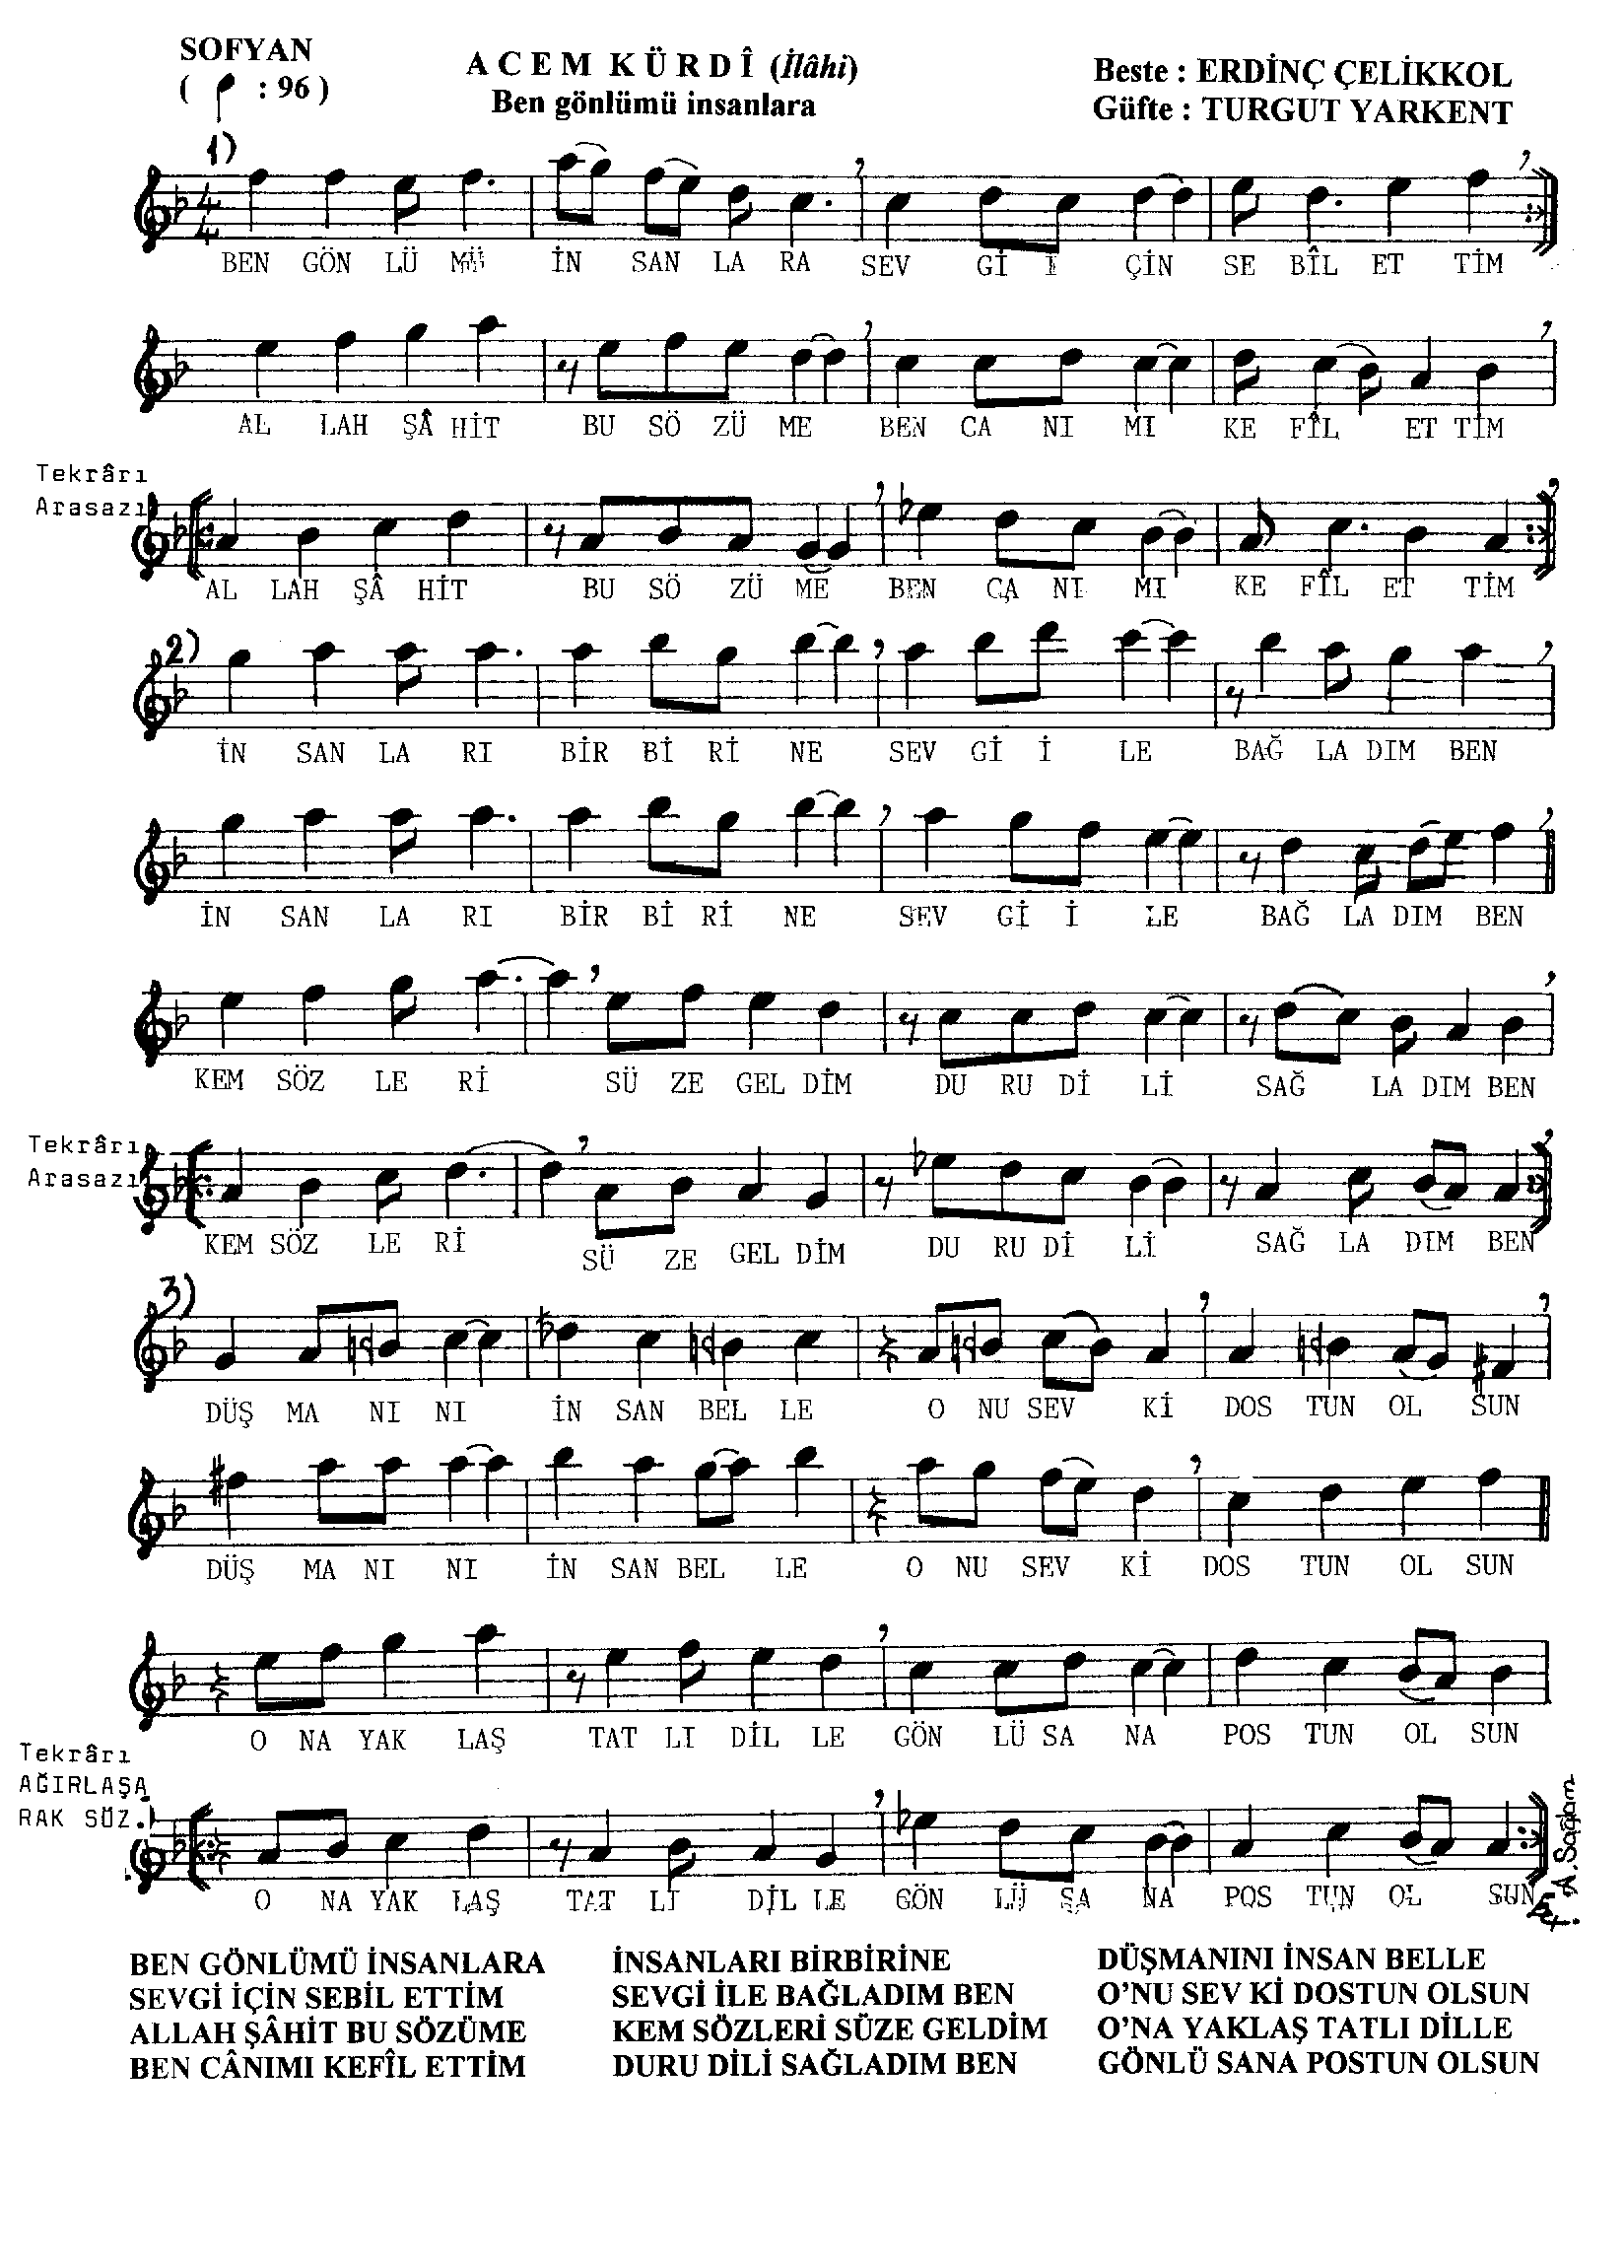 SOFYAN
( : 96 )
ACEM KÜRDÎ (İlâhi)
Ben gönlümü insanlara
Beste : ERDİNÇ ÇELİKKOL
Güfte : TURGUT YARKENT
1)
4
4
BEN GÖN LÜ MÜ İN SAN LA RA SEV Gİ İ ÇİN SE BÎL ET TİM
AL LAH ŞÂ HİT BU SÖ ZÜ ME BEN CA NI MI KE FÎL ET TİM
Tekrârı
Arasazı
AL LAH ŞÂ HİT BU SÖ ZÜ ME BEN CA NI MI KE FÎL ET TİM
2)
İN SAN LA RI BİR Bİ Rİ NE SEV Gİ İ LE BAĞ LA DIM BEN
İN SAN LA RI BİR Bİ Rİ NE SEV Gİ İ LE BAĞ LA DIM BEN
KEM SÖZ LE Rİ SÜ ZE GEL DİM DU RU Dİ Lİ SAĞ LA DIM BEN
Tekrârı
Arasazı
KEM SÖZ LE Rİ SÜ ZE GEL DİM DU RU Dİ Lİ SAĞ LA DIM BEN
3)
DÜŞ MA NI NI İN SAN BEL LE O NU SEV Kİ DOS TUN OL SUN
DÜŞ MA NI NI İN SAN BEL LE O NU SEV Kİ DOS TUN OL SUN
O NA YAK LAŞ TAT LI DİL LE GÖN LÜ SA NA POS TUN OL SUN
Tekrârı
AĞIRLAŞA
RAK SÜZ.
O NA YAK LAŞ TAT LI DİL LE GÖN LÜ SA NA POS TUN OL SUN
A. Sağlam
BEN GÖNLÜMÜ İNSANLARA
SEVGİ İÇİN SEBİL ETTİM
ALLAH ŞÂHİT BU SÖZÜME
BEN CÂNIMI KEFÎL ETTİM
İNSANLARI BİRBİRİNE
SEVGİ İLE BAĞLADIM BEN
KEM SÖZLERİ SÜZE GELDİM
DURU DİLİ SAĞLADIM BEN
DÜŞMANINI İNSAN BELLE
O'NU SEV Kİ DOSTUN OLSUN
O'NA YAKLAŞ TATLI DİLLE
GÖNLÜ SANA POSTUN OLSUN